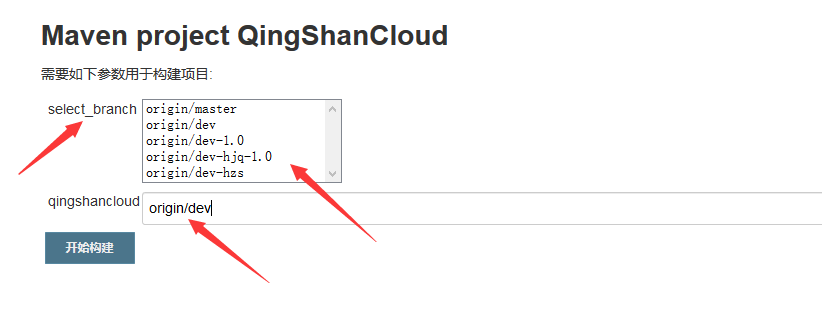 Maven project QingShanCloud
需要如下参数用于构建项目:
select_branch
origin/master
origin/dev
origin/dev-1.0
origin/dev-hjq-1.0
origin/dev-hzs
qingshancloud
origin/dev
开始构建